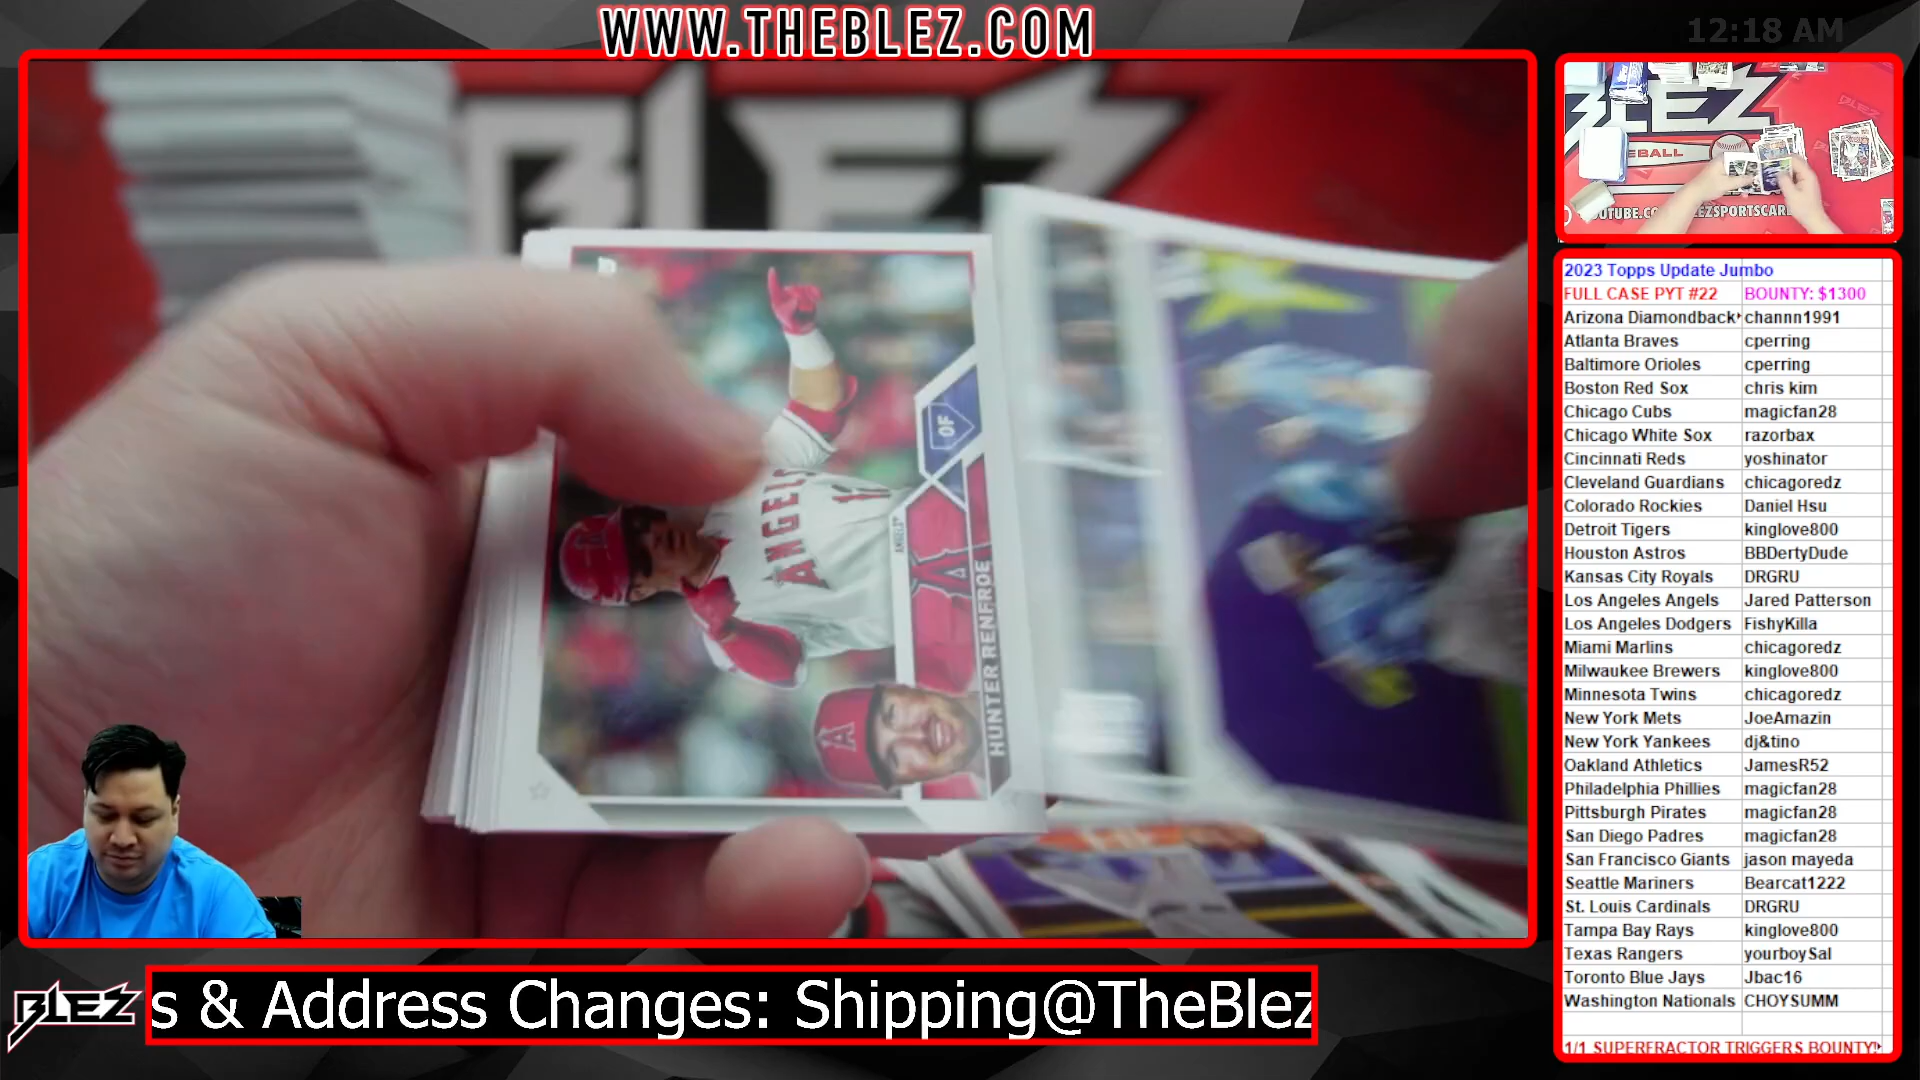 WWW.THEBLEZ.COM
12:18 AM
BLEZ
OF
ANGELS
ANGELS
HUNTER RENFROE
BLEZ
EBALL
2023 Topps Update Jumbo
FULL CASE PYT #22 BOUNTY: $1300
Arizona Diamondback channn1991
Atlanta Braves cperring
Baltimore Orioles cperring
Boston Red Sox chris kim
Chicago Cubs magicfan28
Chicago White Sox razorbax
Cincinnati Reds yoshinator
Cleveland Guardians chicagoredz
Colorado Rockies Daniel Hsu
Detroit Tigers kinglove800
Houston Astros BBDertyDude
Kansas City Royals DRGRU
Los Angeles Angels Jared Patterson
Los Angeles Dodgers FishyKilla
Miami Marlins chicagoredz
Milwaukee Brewers kinglove800
Minnesota Twins chicagoredz
New York Mets JoeAmazin
New York Yankees dj&tino
Oakland Athletics JamesR52
Philadelphia Phillies magicfan28
Pittsburgh Pirates magicfan28
San Diego Padres magicfan28
San Francisco Giants jason mayeda
Seattle Mariners Bearcat1222
St. Louis Cardinals DRGRU
Tampa Bay Rays kinglove800
Texas Rangers yourboySal
Toronto Blue Jays Jbac16
Washington Nationals CHOYSUMM
1/1 SUPERFRACTOR TRIGGERS BOUNTY!
BLEZ
s & Address Changes: Shipping@TheBlez